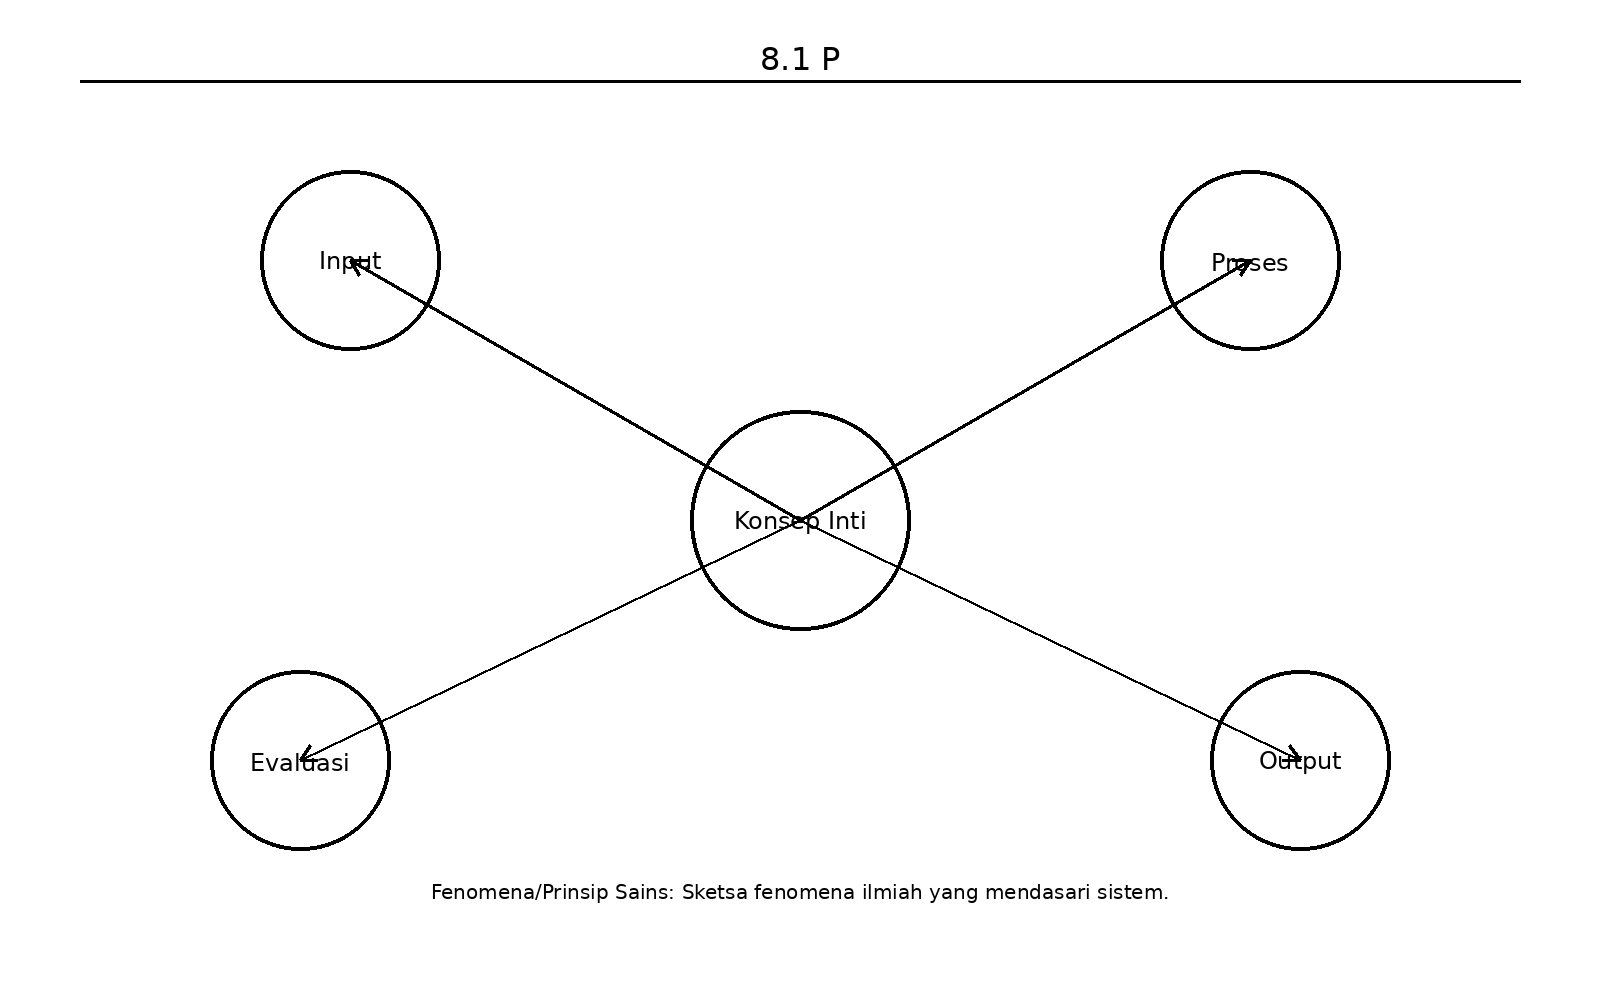 8.1 P
Input
Proses
Konsep Inti
Evaluasi
Output
Fenomena/Prinsip Sains: Sketsa fenomena ilmiah yang mendasari sistem.